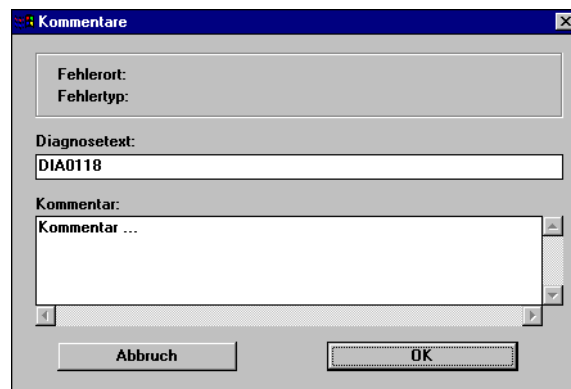 Kommentare
Fehlerort:
Fehlertyp:
Diagnosetext:
DIA0118
Kommentar:
Kommentar ...
Abbruch OK